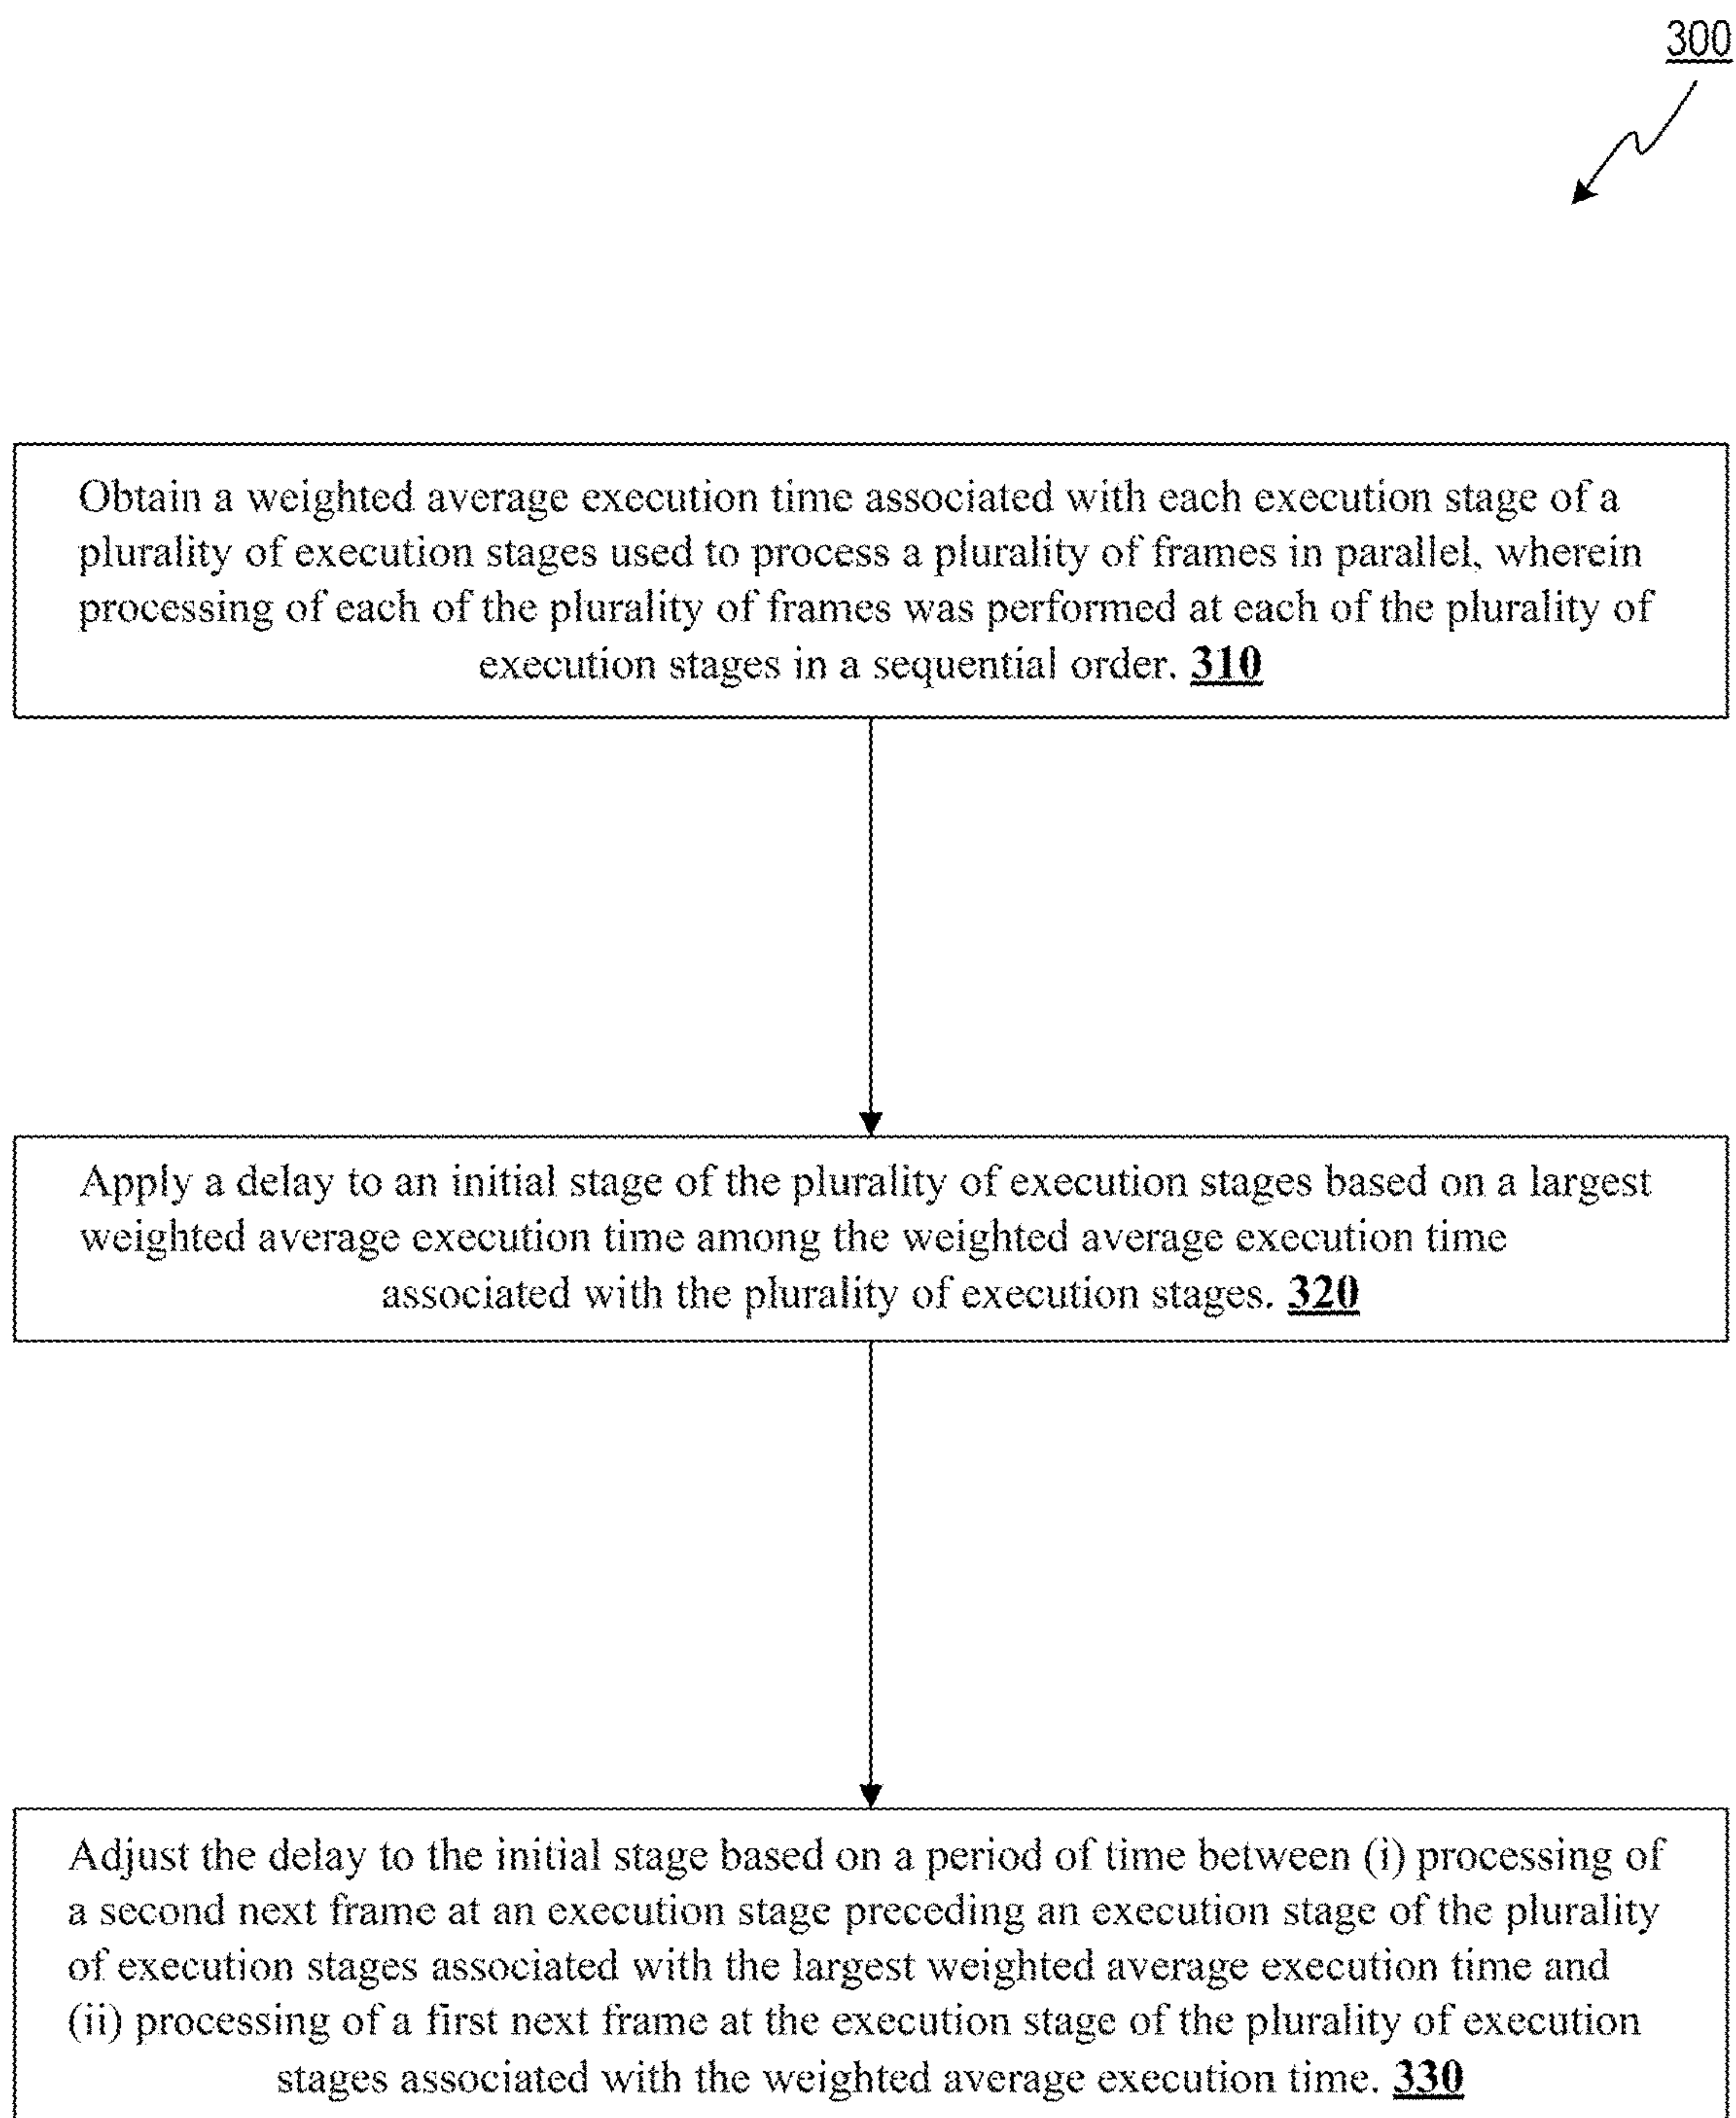 300
Obtain a weighted average execution time associated with each execution stage of a
plurality of execution stages used to process a plurality of frames in parallel, wherein
processing of each of the plurality of frames was performed at each of the plurality of
execution stages in a sequential order. 310
Apply a delay to an initial stage of the plurality of execution stages based on a largest
weighted average execution time among the weighted average execution time
associated with the plurality of execution stages. 320
Adjust the delay to the initial stage based on a period of time between (i) processing of
a second next frame at an execution stage preceding an execution stage of the plurality
of execution stages associated with the largest weighted average execution time and
(ii) processing of a first next frame at the execution stage of the plurality of execution
stages associated with the weighted average execution time. 330